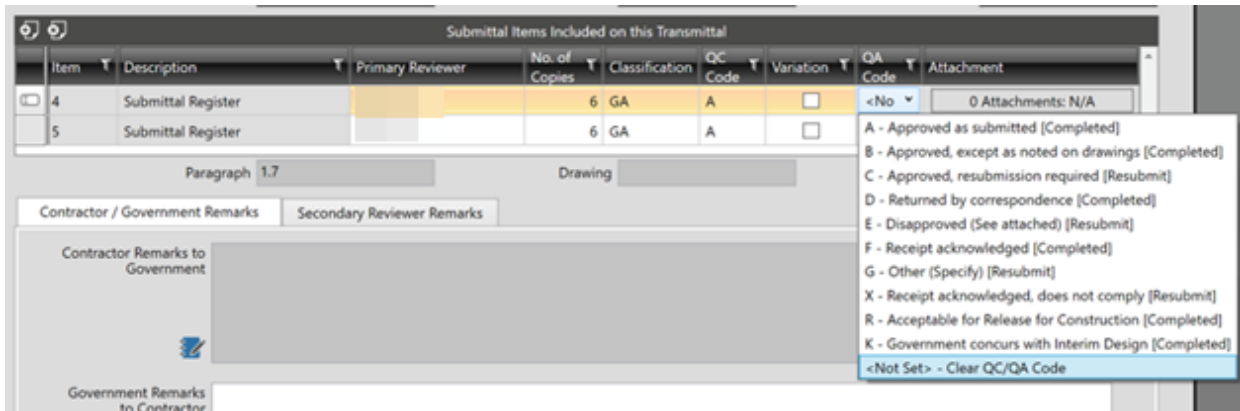 Submittal Items Included on this Transmittal
Item Description Primary Reviewer No. of Copies Classification QC Code Variation QA Code Attachment
4 Submittal Register 6 GA A <No 0 Attachments: N/A
5 Submittal Register 6 GA A
A - Approved as submitted [Completed]
B - Approved, except as noted on drawings [Completed]
C - Approved, resubmission required [Resubmit]
D - Returned by correspondence [Completed]
E - Disapproved (See attached) [Resubmit]
F - Receipt acknowledged [Completed]
G - Other (Specify) [Resubmit]
X - Receipt acknowledged, does not comply [Resubmit]
R - Acceptable for Release for Construction [Completed]
K - Government concurs with Interim Design [Completed]
<Not Set> - Clear QC/QA Code
Paragraph 1.7 Drawing
Contractor / Government Remarks Secondary Reviewer Remarks
Contractor Remarks to
Government
Government Remarks
to Contractor